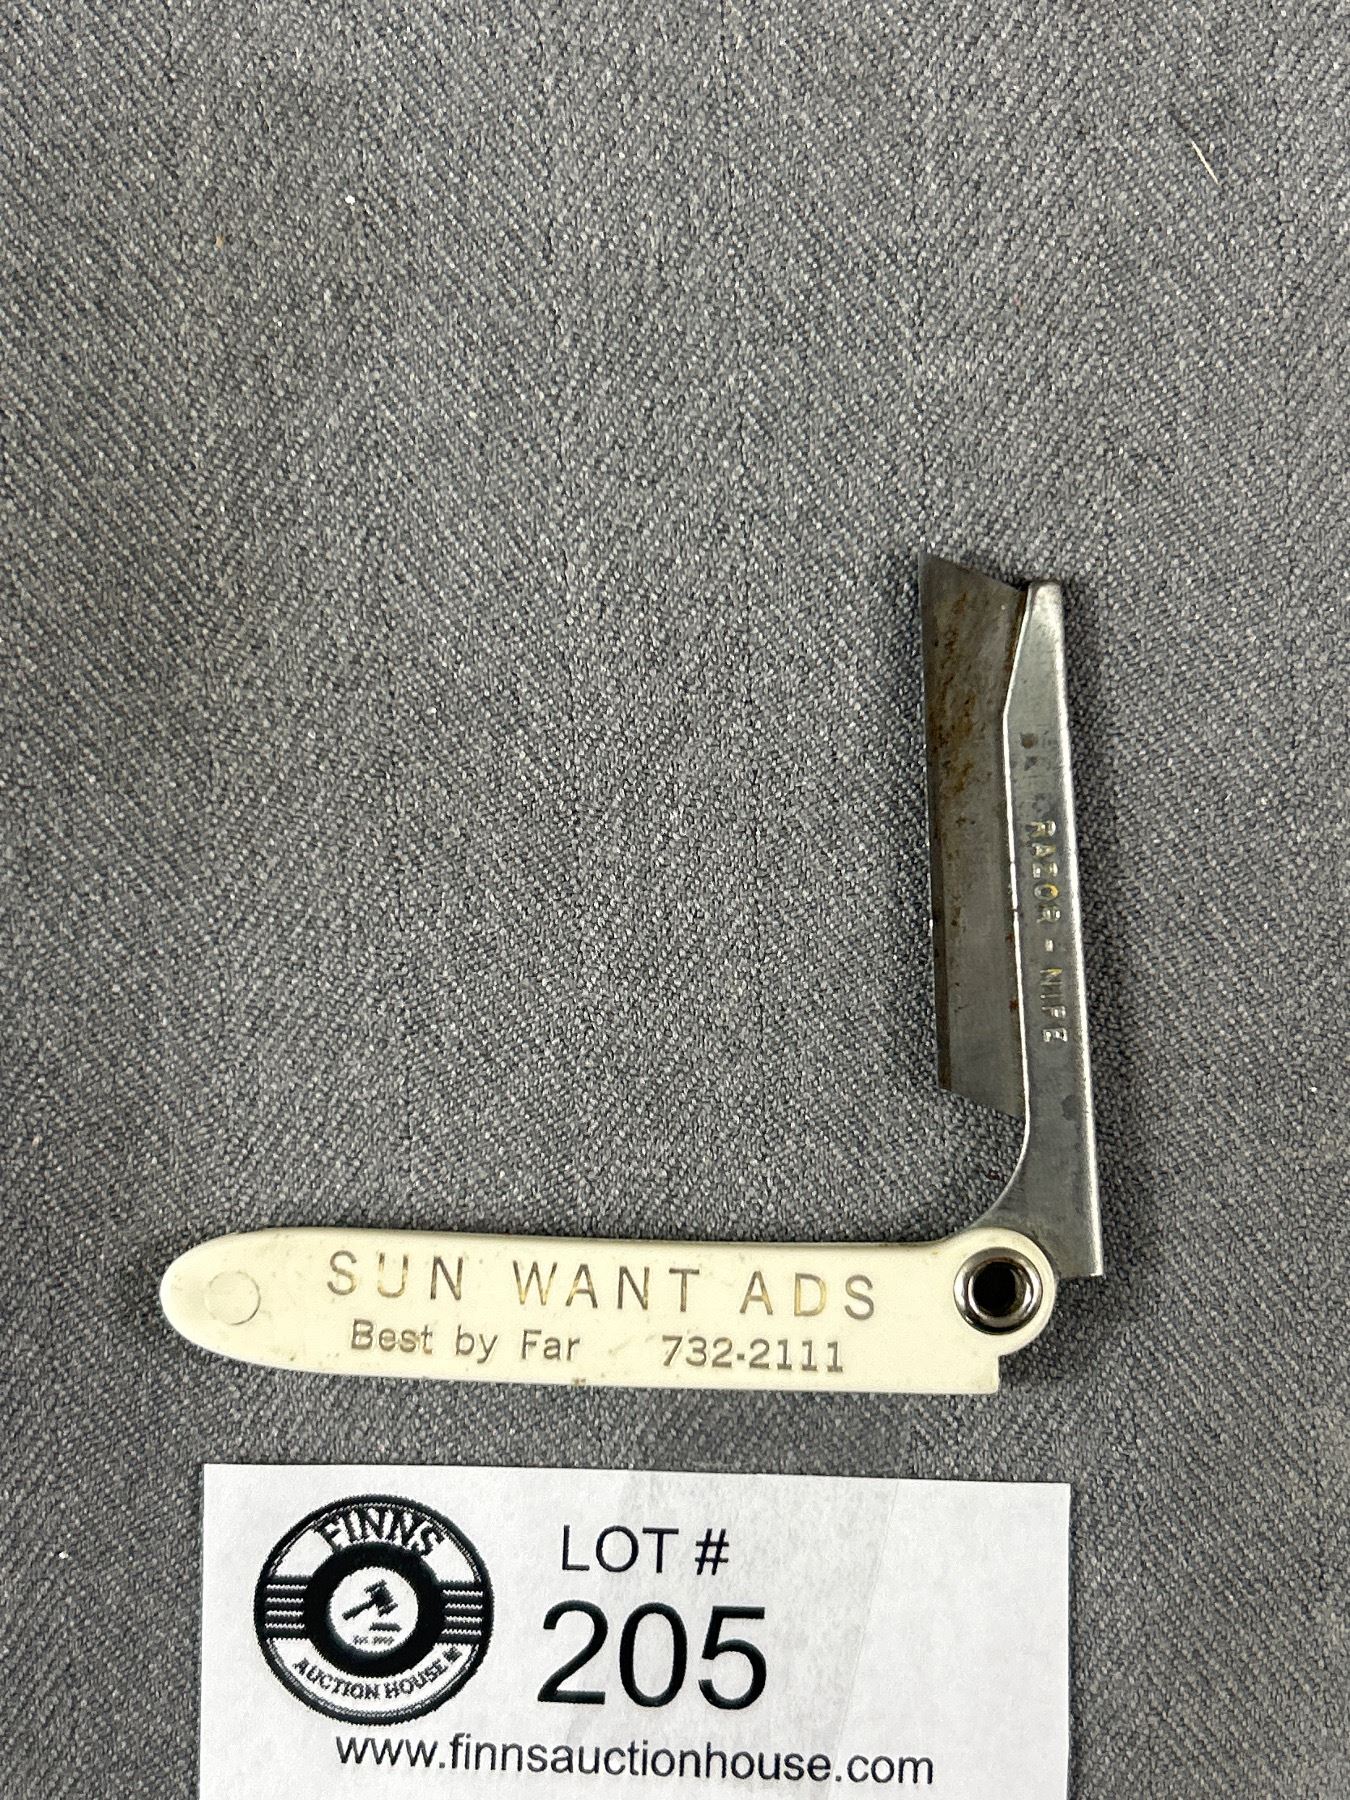 RAZOR - NIFE
SUN WANT ADS
Best by Far 732-2111
FINNS
AUCTION HOUSE
LOT #
205
www.finnsauctionhouse.com